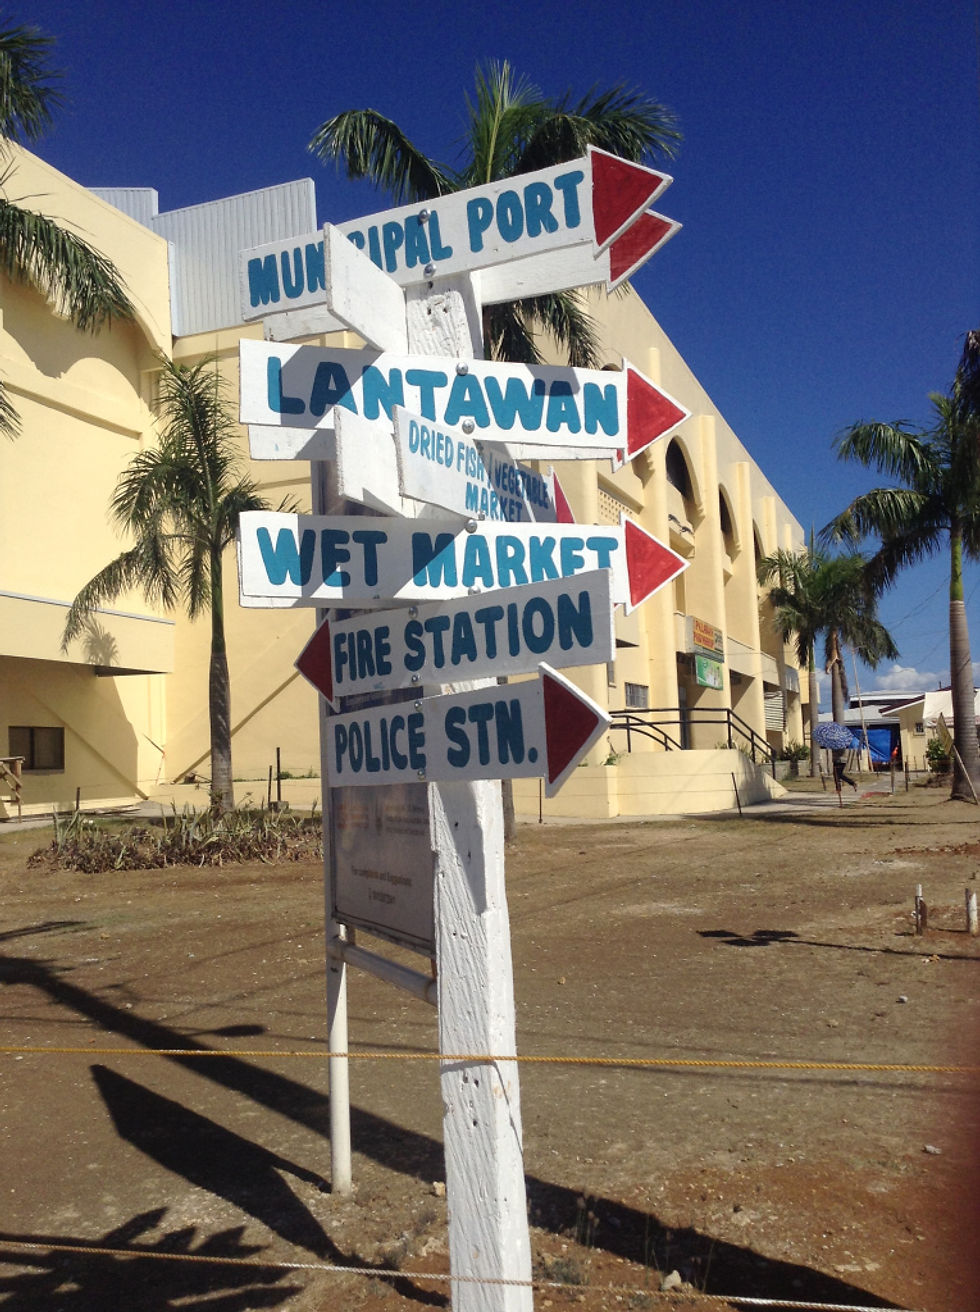 MUNICIPAL PORT
LANTAWAN
DRIED FISH / VEGETABLE
MARKET
WET MARKET
FIRE STATION
POLICE STN.